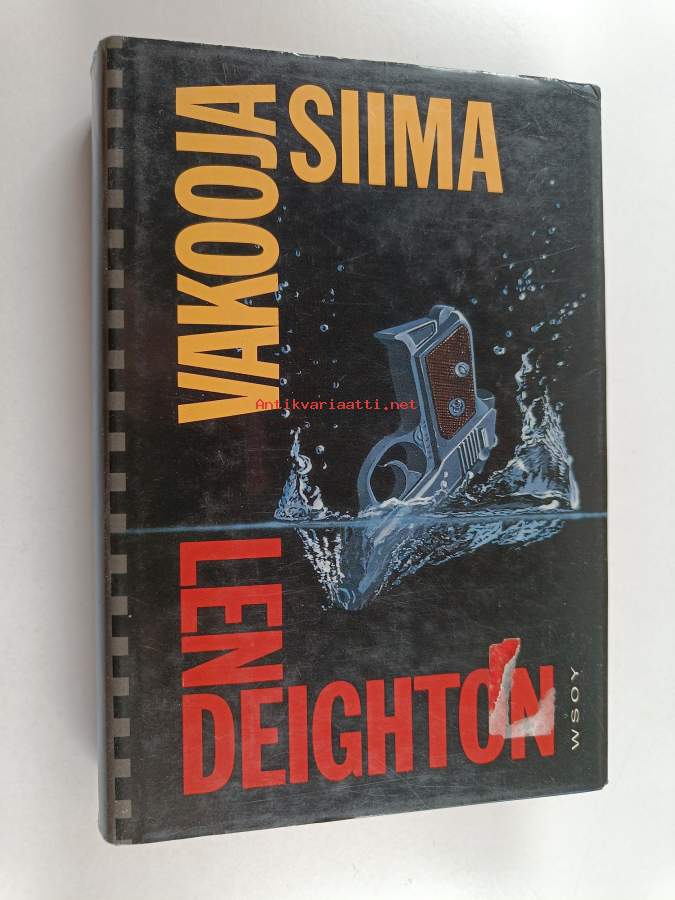 VAKOOJA
SIIMA
Antikvariaatti.net
LEN
DEIGHTON
WSOY